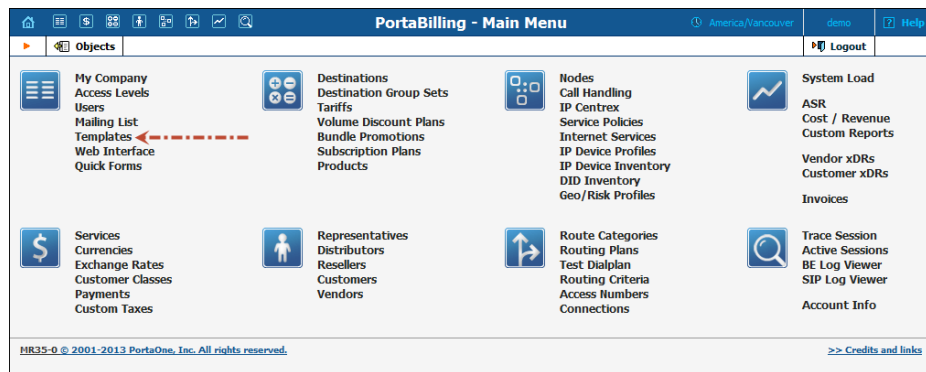 PortaBilling - Main Menu America/Vancouver demo ? Help
Objects Logout
My Company
Access Levels
Users
Mailing List
Templates
Web Interface
Quick Forms
Destinations
Destination Group Sets
Tariffs
Volume Discount Plans
Bundle Promotions
Subscription Plans
Products
Nodes
Call Handling
IP Centrex
Service Policies
Internet Services
IP Device Profiles
IP Device Inventory
DID Inventory
Geo/Risk Profiles
System Load
ASR
Cost / Revenue
Custom Reports
Vendor xDRs
Customer xDRs
Invoices
Services
Currencies
Exchange Rates
Customer Classes
Payments
Custom Taxes
Representatives
Distributors
Resellers
Customers
Vendors
Route Categories
Routing Plans
Test Dialplan
Routing Criteria
Access Numbers
Connections
Trace Session
Active Sessions
BE Log Viewer
SIP Log Viewer
Account Info
MR35-0 © 2001-2013 PortaOne, Inc. All rights reserved. >> Credits and links